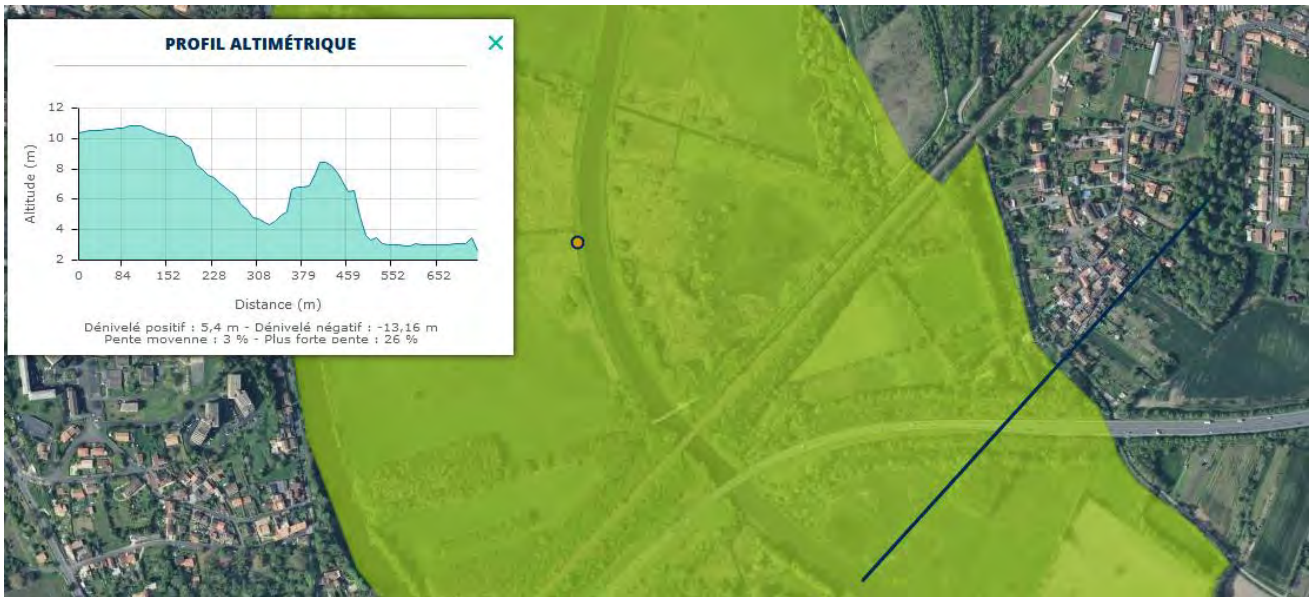 PROFIL ALTIMÉTRIQUE
12
10
8
6
4
2
Altitude (m)
0 84 152 228 308 379 459 552 652
Distance (m)
Dénivelé positif : 5,4 m - Dénivelé négatif : -13,16 m
Pente moyenne : 3 % - Plus forte pente : 26 %